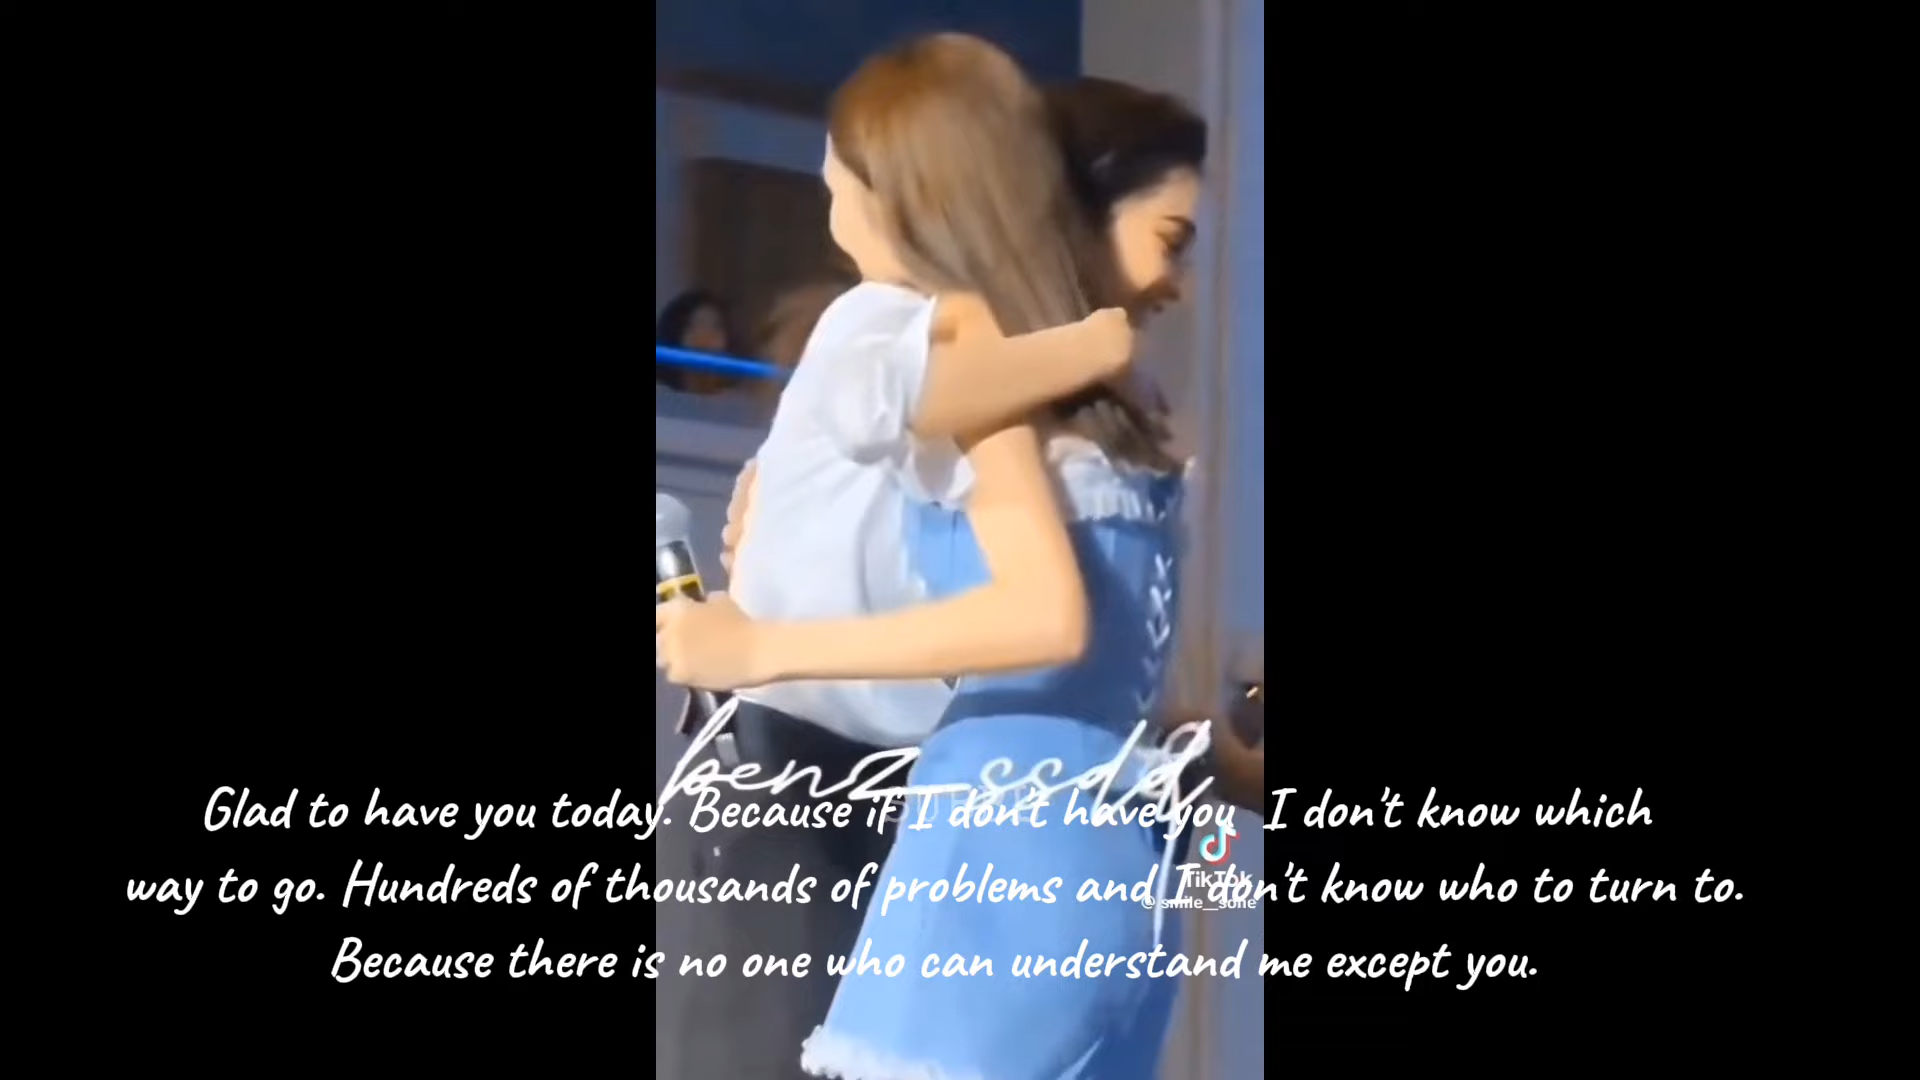 benz_ssdd
Glad to have you today. Because if I don't have you I don't know which
way to go. Hundreds of thousands of problems and I don't know who to turn to.
Because there is no one who can understand me except you.
TikTok
@ smile__sone